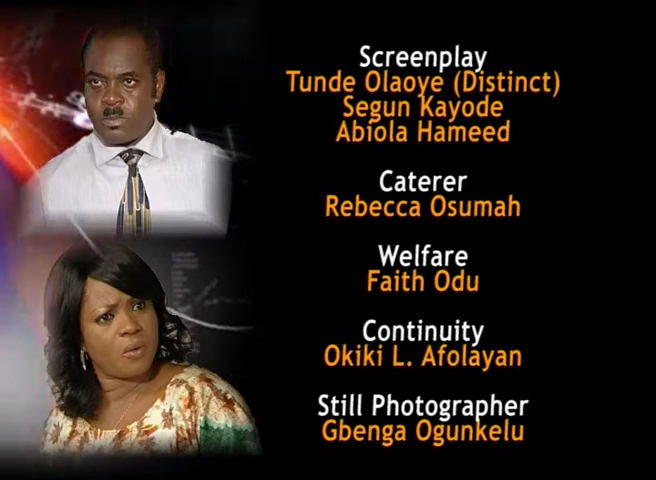 Screenplay
Tunde Olaoye (Distinct)
Segun Kayode
Abiola Hameed
Caterer
Rebecca Osumah
Welfare
Faith Odu
Continuity
Okiki L. Afolayan
Still Photographer
Gbenga Ogunkelu